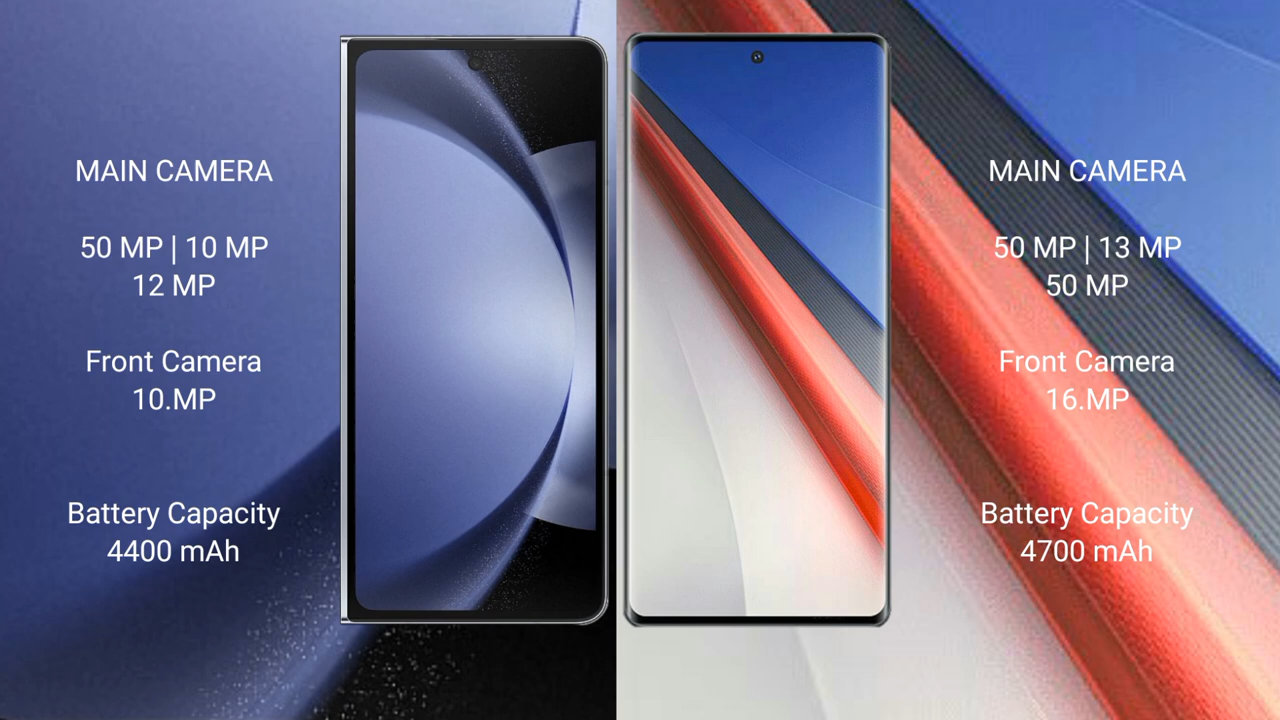 MAIN CAMERA
50 MP | 10 MP
12 MP
Front Camera
10.MP
Battery Capacity
4400 mAh
MAIN CAMERA
50 MP | 13 MP
50 MP
Front Camera
16.MP
Battery Capacity
4700 mAh